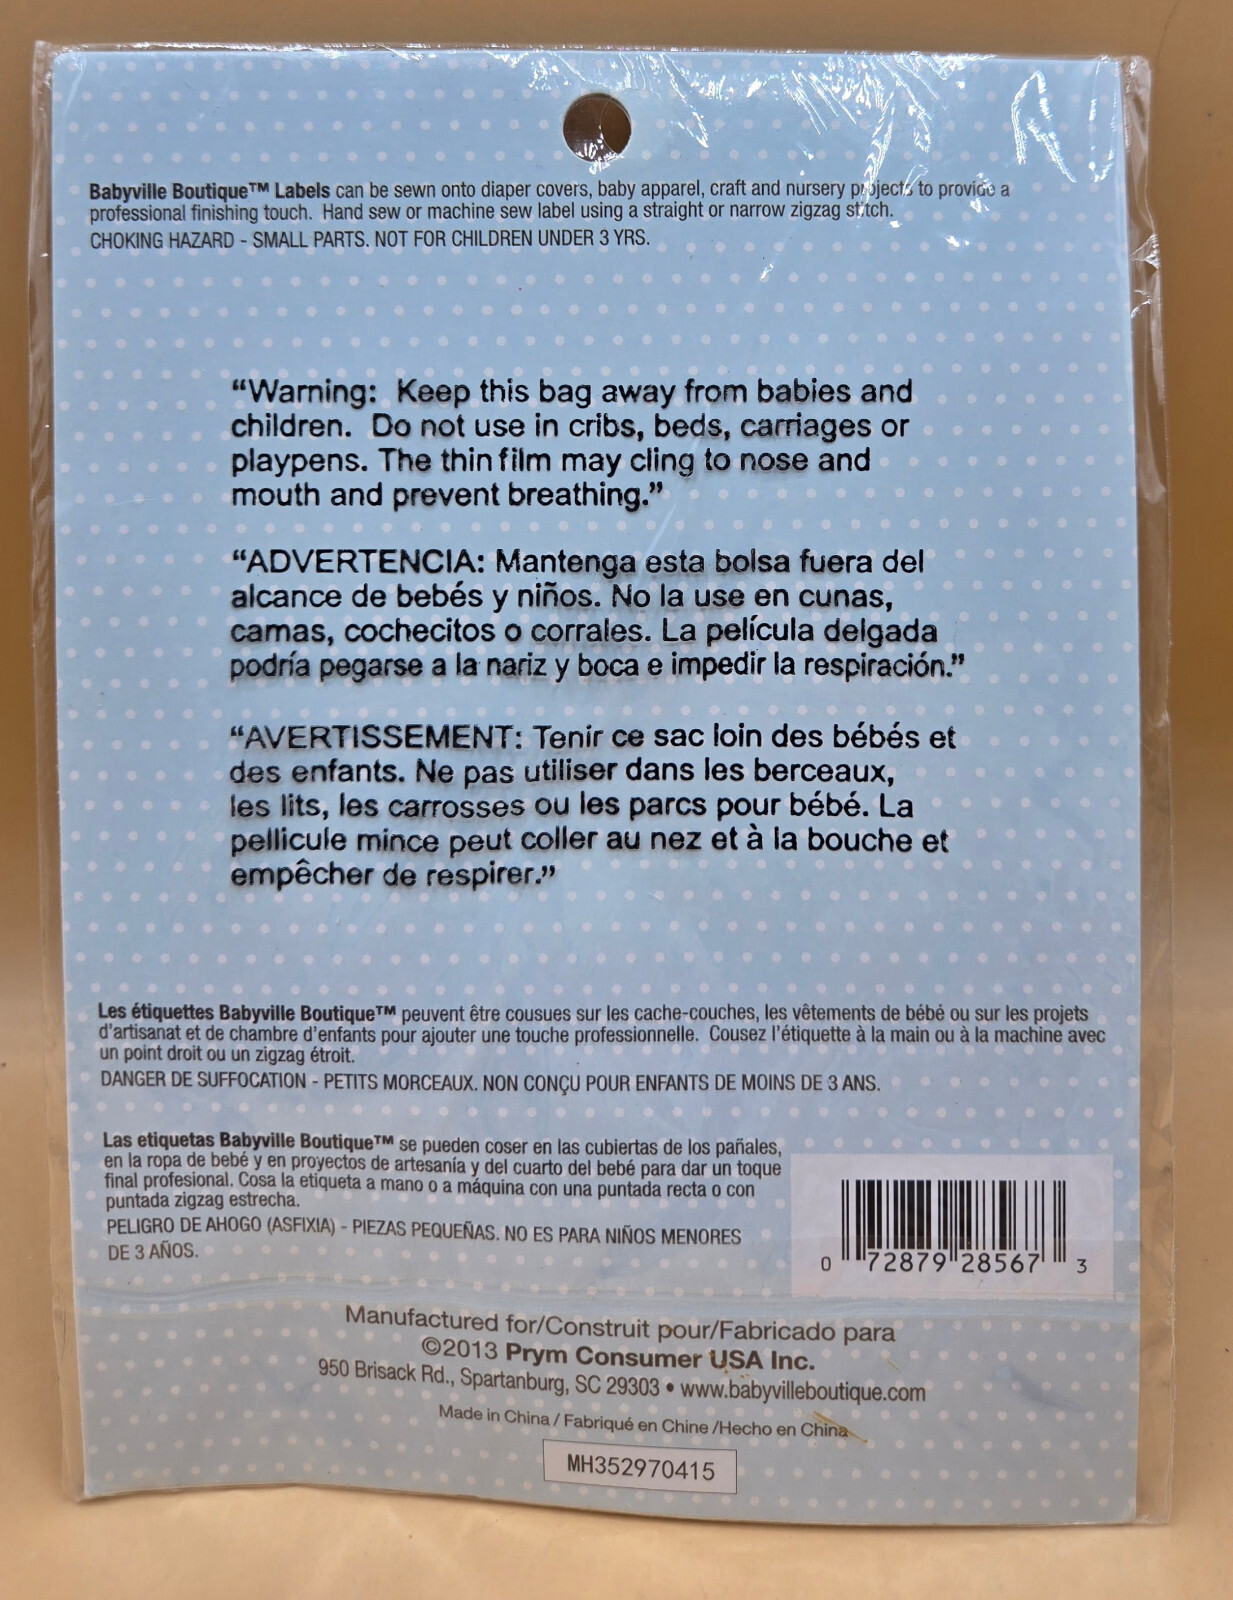 Babyville Boutique™ Labels can be sewn onto diaper covers, baby apparel, craft and nursery projects to provide a
professional finishing touch. Hand sew or machine sew label using a straight or narrow zigzag stitch.
CHOKING HAZARD - SMALL PARTS. NOT FOR CHILDREN UNDER 3 YRS.
“Warning: Keep this bag away from babies and
children. Do not use in cribs, beds, carriages or
playpens. The thin film may cling to nose and
mouth and prevent breathing.”
“ADVERTENCIA: Mantenga esta bolsa fuera del
alcance de bebés y niños. No la use en cunas,
camas, cochecitos o corrales. La película delgada
podría pegarse a la nariz y boca e impedir la respiración.”
“AVERTISSEMENT: Tenir ce sac loin des bébés et
des enfants. Ne pas utiliser dans les berceaux,
les lits, les carrosses ou les parcs pour bébé. La
pellicule mince peut coller au nez et à la bouche et
empêcher de respirer.”
Les étiquettes Babyville Boutique™ peuvent être cousues sur les cache-couches, les vêtements de bébé ou sur les projets
d'artisanat et de chambre d'enfants pour ajouter une touche professionnelle. Cousez l'étiquette à la main ou à la machine avec
un point droit ou un zigzag étroit.
DANGER DE SUFFOCATION - PETITS MORCEAUX. NON CONÇU POUR ENFANTS DE MOINS DE 3 ANS.
Las etiquetas Babyville Boutique™ se pueden coser en las cubiertas de los pañales,
en la ropa de bebé y en proyectos de artesanía y del cuarto del bebé para dar un toque
final profesional. Cosa la etiqueta a mano o a máquina con una puntada recta o con
puntada zigzag estrecha.
PELIGRO DE AHOGO (ASFIXIA) - PIEZAS PEQUEÑAS. NO ES PARA NIÑOS MENORES
DE 3 AÑOS.
0 72879 28567 3
Manufactured for/Construit pour/Fabricado para
©2013 Prym Consumer USA Inc.
950 Brisack Rd., Spartanburg, SC 29303 • www.babyvilleboutique.com
Made in China / Fabriqué en Chine /Hecho en China
MH352970415